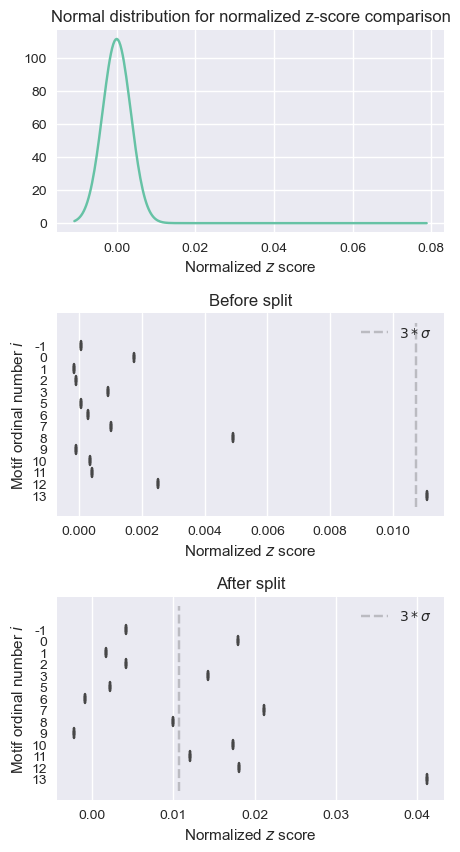 Normal distribution for normalized z-score comparison
100
80
60
40
20
0
0.00 0.02 0.04 0.06 0.08
Normalized z score
Before split
3 * σ
Motif ordinal number i
-1
0
1
2
3
5
6
7
8
9
10
11
12
13
0.000 0.002 0.004 0.006 0.008 0.010
Normalized z score
After split
3 * σ
Motif ordinal number i
-1
0
1
2
3
5
6
7
8
9
10
11
12
13
0.00 0.01 0.02 0.03 0.04
Normalized z score